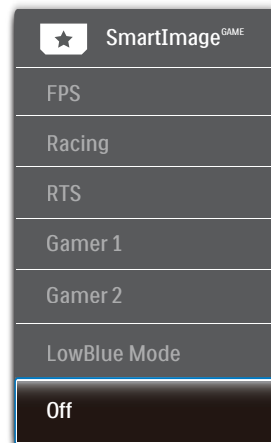 SmartImageGAME
FPS
Racing
RTS
Gamer 1
Gamer 2
LowBlue Mode
Off